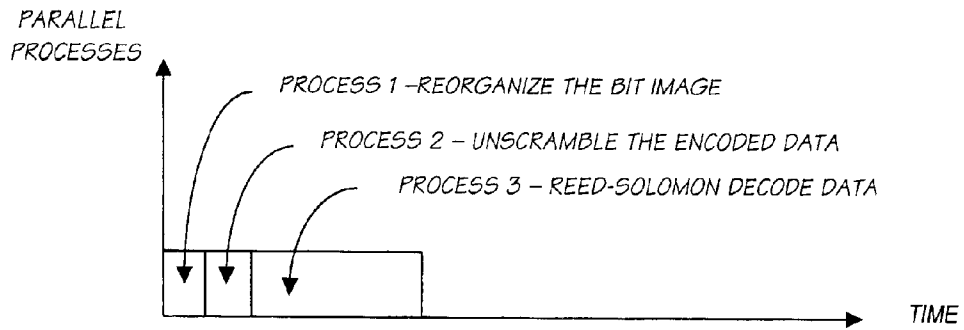 PARALLEL
PROCESSES
PROCESS 1 –REORGANIZE THE BIT IMAGE
PROCESS 2 – UNSCRAMBLE THE ENCODED DATA
PROCESS 3 – REED-SOLOMON DECODE DATA
TIME